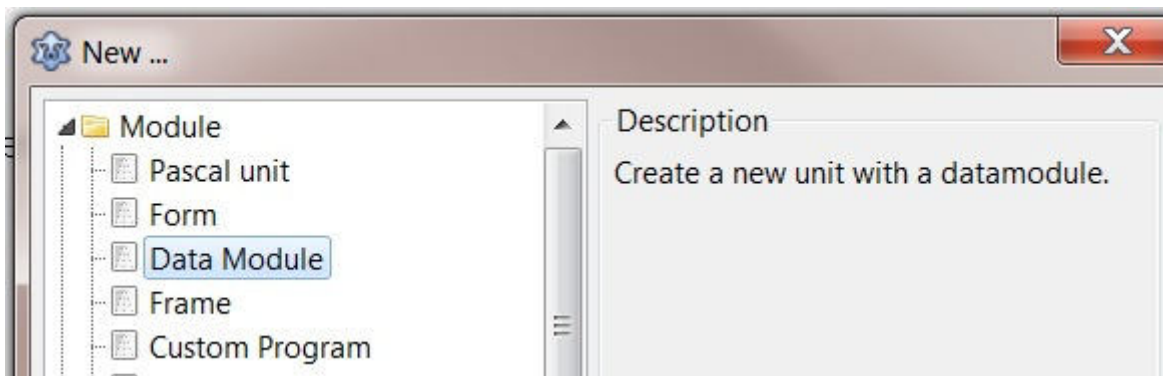 New ...
Module
Pascal unit
Form
Data Module
Frame
Custom Program
Description
Create a new unit with a datamodule.